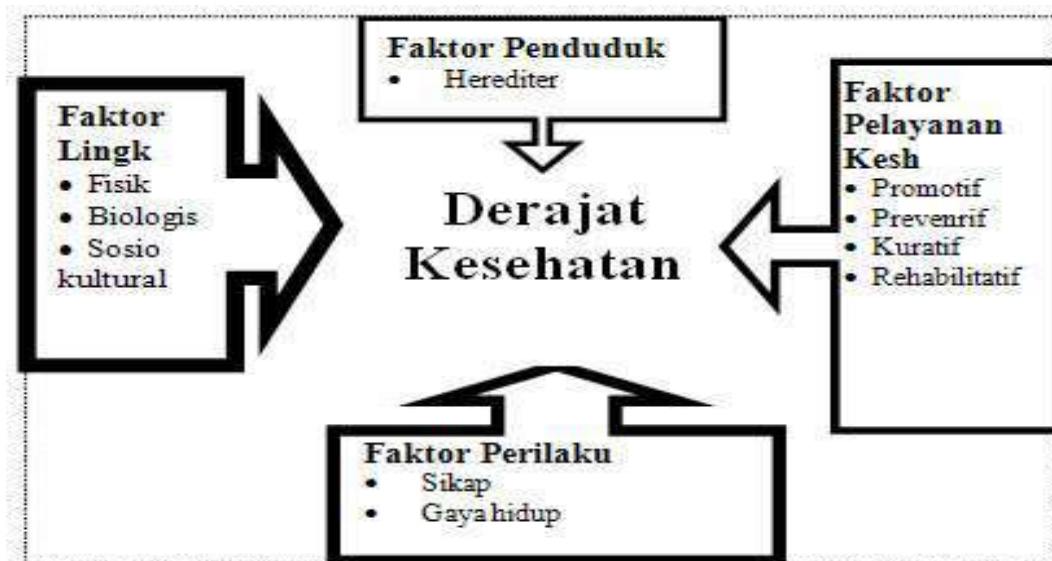 Faktor Penduduk
• Herediter
Faktor
Lingk
• Fisik
• Biologis
• Sosio
kultural
Derajat
Kesehatan
Faktor
Pelayanan
Kesh
• Promotif
• Prevenrif
• Kuratif
• Rehabilitatif
Faktor Perilaku
• Sikap
• Gaya hidup